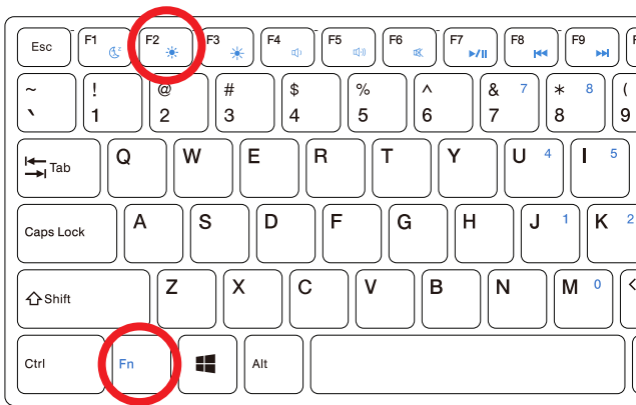 Esc F1 F2 F3 F4 F5 F6 F7 F8 F9
~ ! @ # $ % ^ & 7 * 8 (
` 1 2 3 4 5 6 7 8 9
Tab Q W E R T Y U 4 I 5
Caps Lock A S D F G H J 1 K 2
Shift Z X C V B N M 0 <
Ctrl Fn Alt